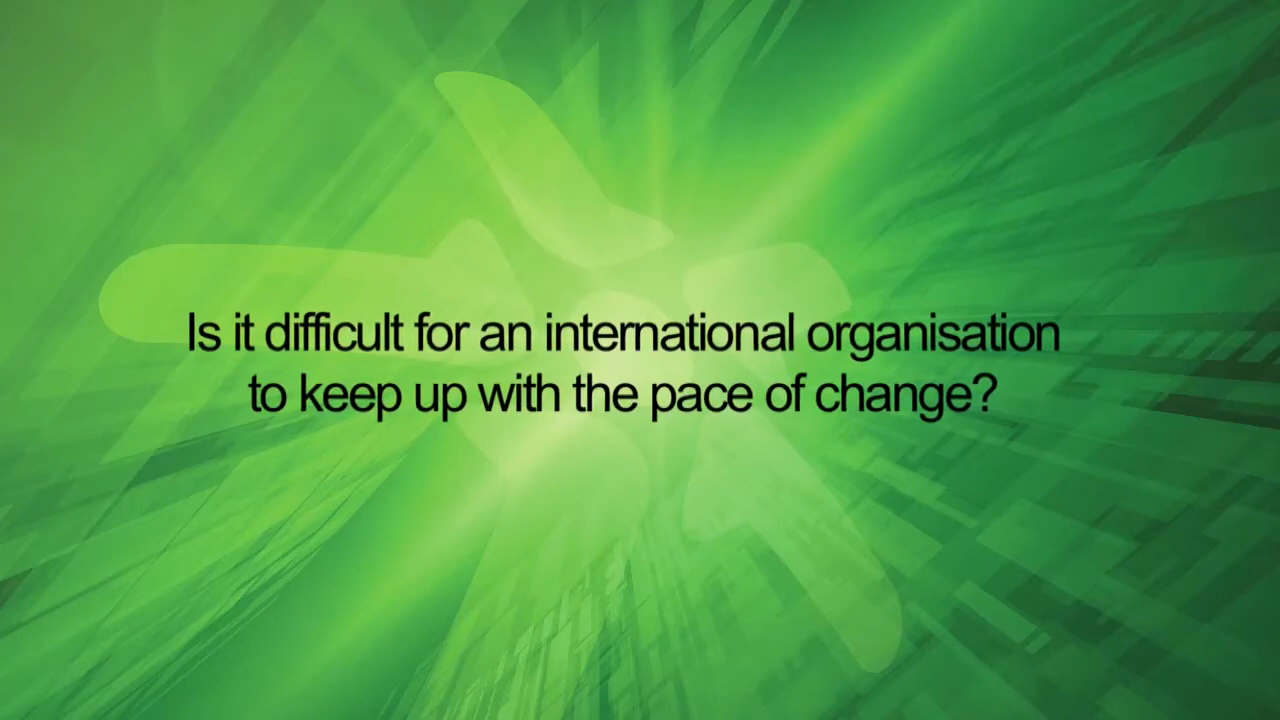 Is it difficult for an international organisation
to keep up with the pace of change?